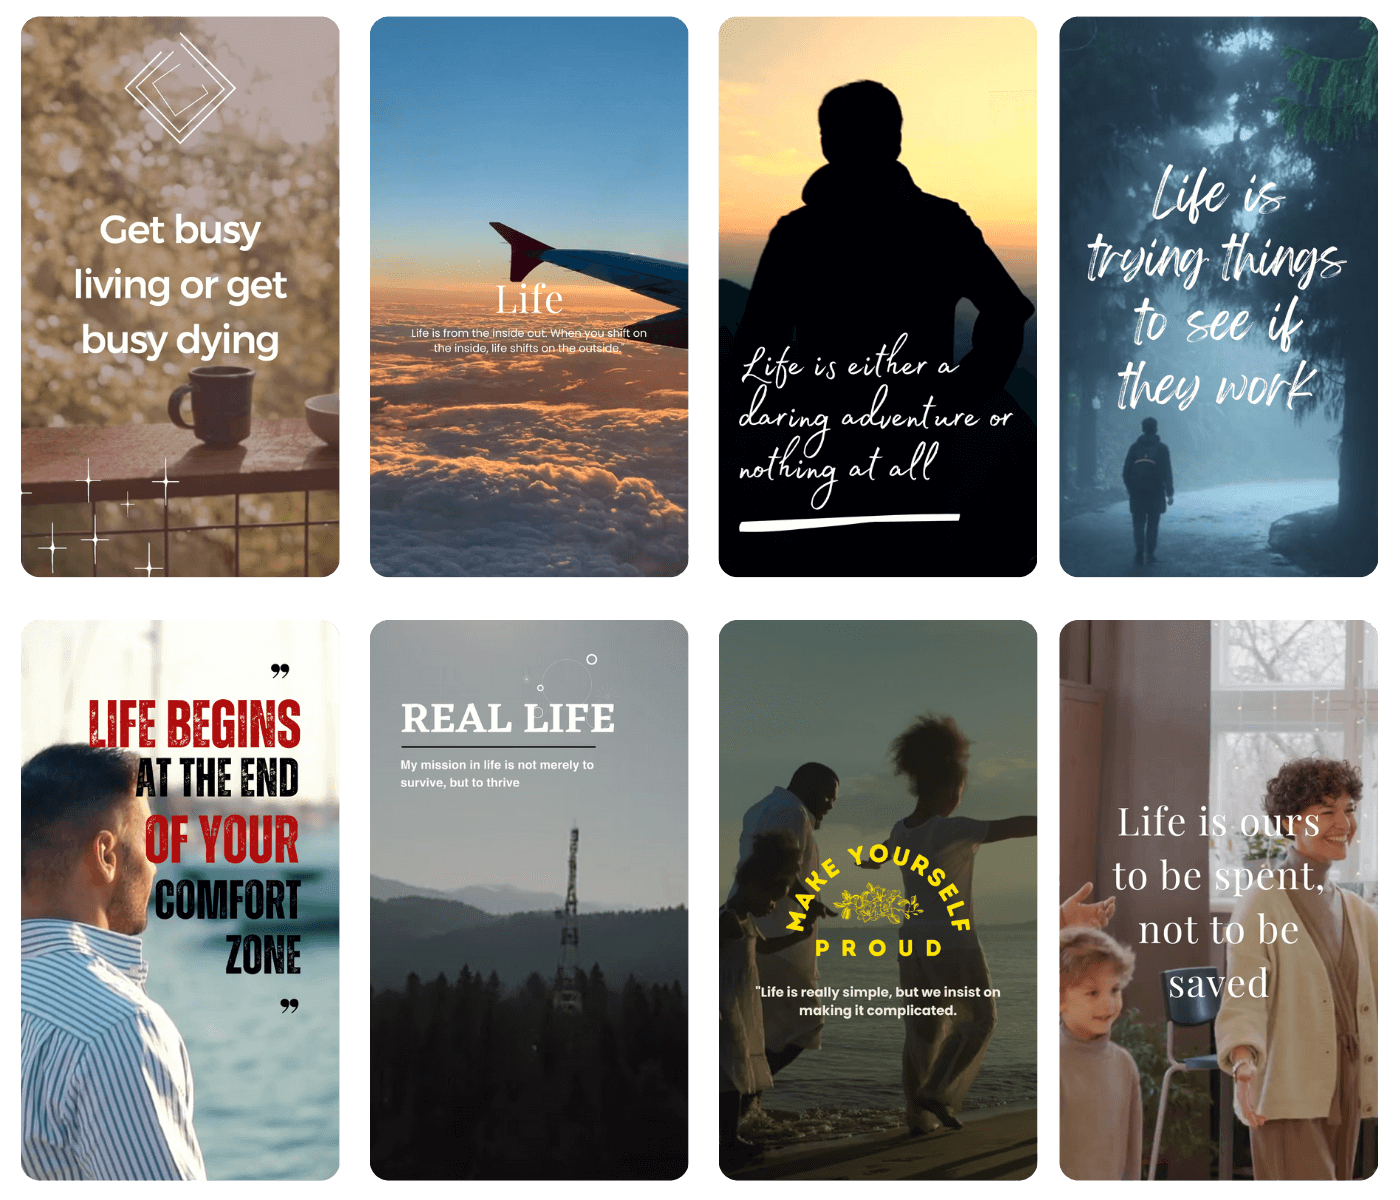 Get busy
living or get
busy dying
Life
Life is from the inside out. When you shift on
the inside, life shifts on the outside."
Life is either a
daring adventure or
nothing at all
Life is
trying things
to see if
they work
”
LIFE BEGINS
AT THE END
OF YOUR
COMFORT
ZONE
”
REAL LIFE
My mission in life is not merely to
survive, but to thrive
MAKE YOURSELF
PROUD
"Life is really simple, but we insist on
making it complicated.
Life is ours
to be spent,
not to be
saved